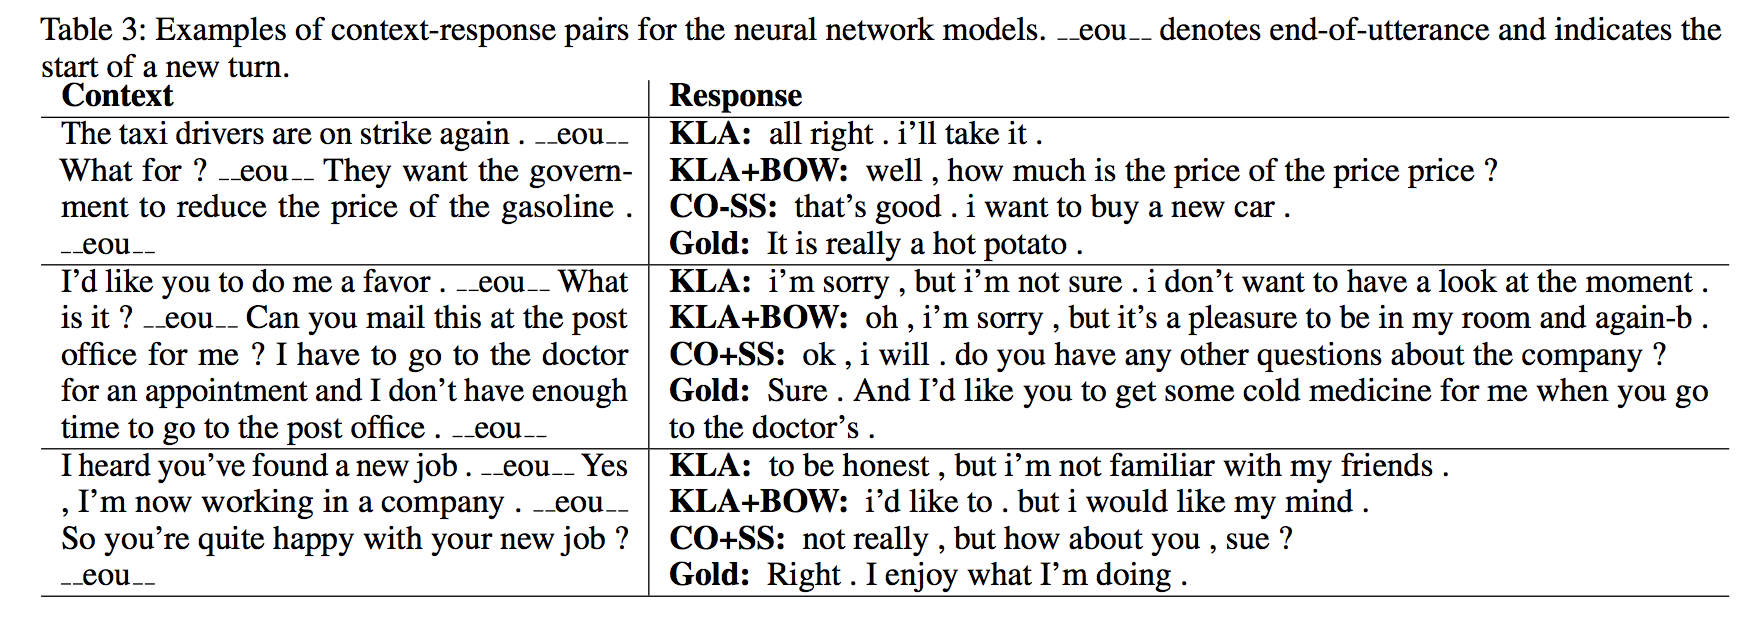 Table 3: Examples of context-response pairs for the neural network models. __eou__ denotes end-of-utterance and indicates the
start of a new turn.
Context
Response
The taxi drivers are on strike again . __eou__
What for ? __eou__ They want the govern-
ment to reduce the price of the gasoline .
__eou__
KLA: all right . i'll take it .
KLA+BOW: well , how much is the price of the price price ?
CO-SS: that's good . i want to buy a new car .
Gold: It is really a hot potato .
I'd like you to do me a favor . __eou__ What
is it ? __eou__ Can you mail this at the post
office for me ? I have to go to the doctor
for an appointment and I don't have enough
time to go to the post office . __eou__
KLA: i'm sorry , but i'm not sure . i don't want to have a look at the moment .
KLA+BOW: oh , i'm sorry , but it's a pleasure to be in my room and again-b .
CO+SS: ok , i will . do you have any other questions about the company ?
Gold: Sure . And I'd like you to get some cold medicine for me when you go
to the doctor's .
I heard you've found a new job . __eou__ Yes
, I'm now working in a company . __eou__
So you're quite happy with your new job ?
__eou__
KLA: to be honest , but i'm not familiar with my friends .
KLA+BOW: i'd like to . but i would like my mind .
CO+SS: not really , but how about you , sue ?
Gold: Right . I enjoy what I'm doing .